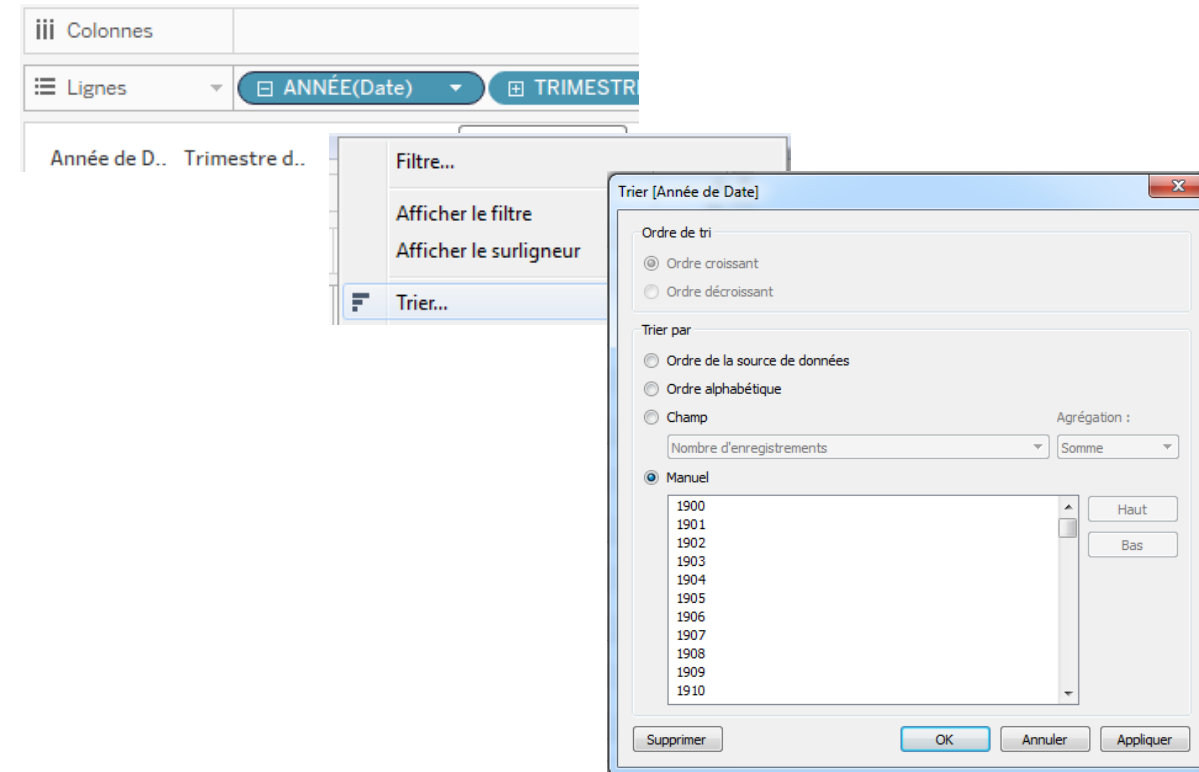 Colonnes
Lignes ANNÉE(Date) TRIMESTRI
Année de D.. Trimestre d..
Filtre...
Afficher le filtre
Afficher le surligneur
Trier...
Trier [Année de Date]
Ordre de tri
Ordre croissant
Ordre décroissant
Trier par
Ordre de la source de données
Ordre alphabétique
Champ Agrégation :
Nombre d'enregistrements Somme
Manuel
1900 Haut
1901
1902 Bas
1903
1904
1905
1906
1907
1908
1909
1910
Supprimer OK Annuler Appliquer